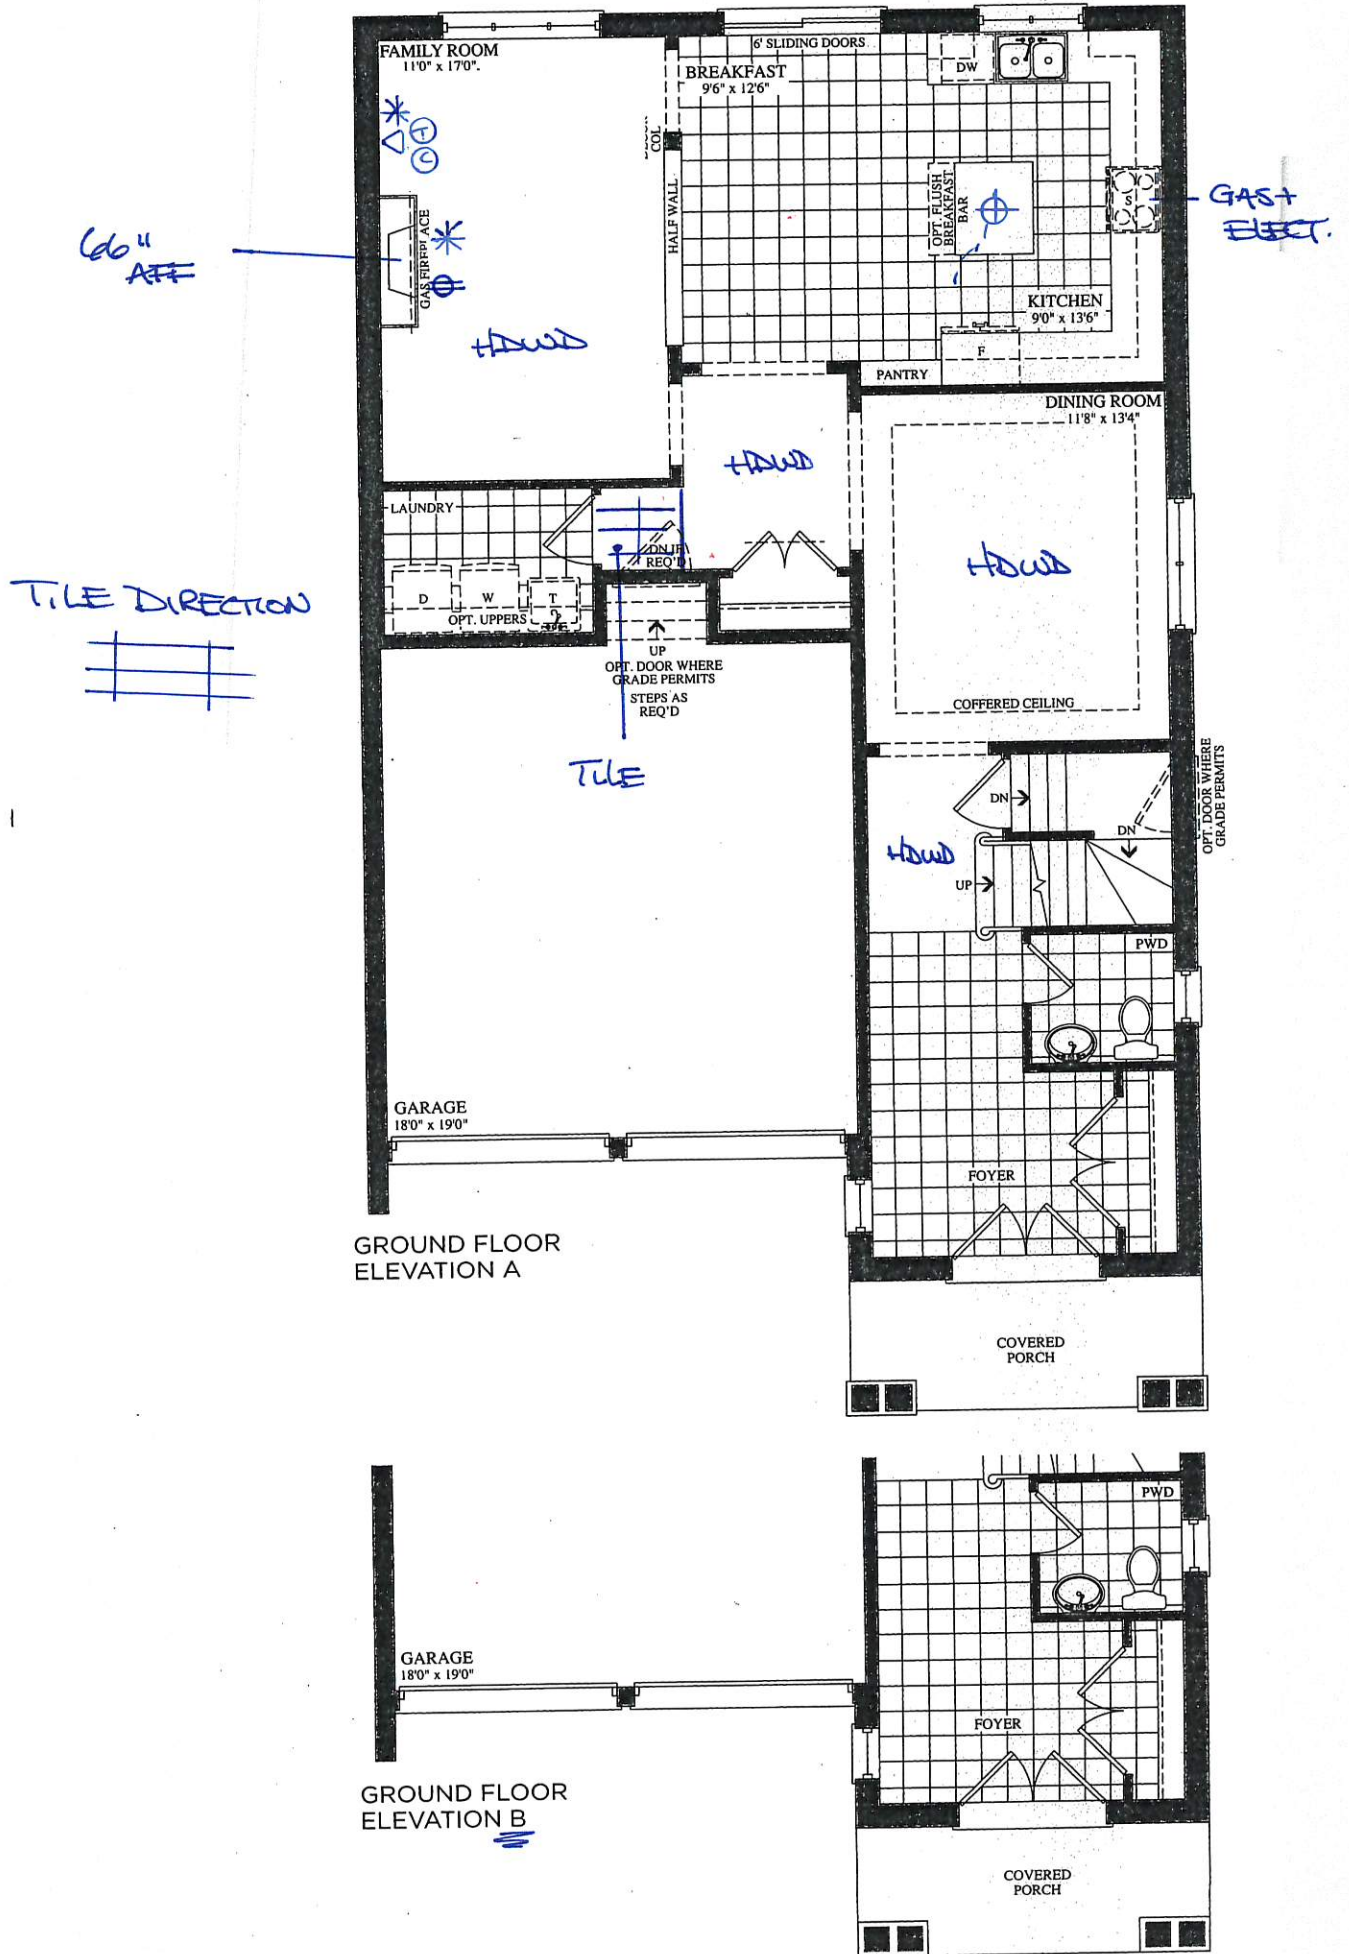 FAMILY ROOM
11'0" x 17'0".
6' SLIDING DOORS
BREAKFAST
9'6" x 12'6"
DW
T
C
COL
HALF WALL
OPT. FLUSH
BREAKFAST
BAR
S
GAS +
ELECT.
66"
AFF
GAS FIREPLACE
HDWD
KITCHEN
9'0" x 13'6"
F
PANTRY
DINING ROOM
11'8" x 13'4"
HDWD
HDWD
LAUNDRY
DN IF
REQ'D
D
W
T
OPT. UPPERS
TILE DIRECTION
UP
OPT. DOOR WHERE
GRADE PERMITS
STEPS AS
REQ'D
COFFERED CEILING
TILE
OPT. DOOR WHERE
GRADE PERMITS
DN
DN
HDWD
UP
PWD
GARAGE
18'0" x 19'0"
FOYER
GROUND FLOOR
ELEVATION A
COVERED
PORCH
PWD
GARAGE
18'0" x 19'0"
FOYER
GROUND FLOOR
ELEVATION B
COVERED
PORCH